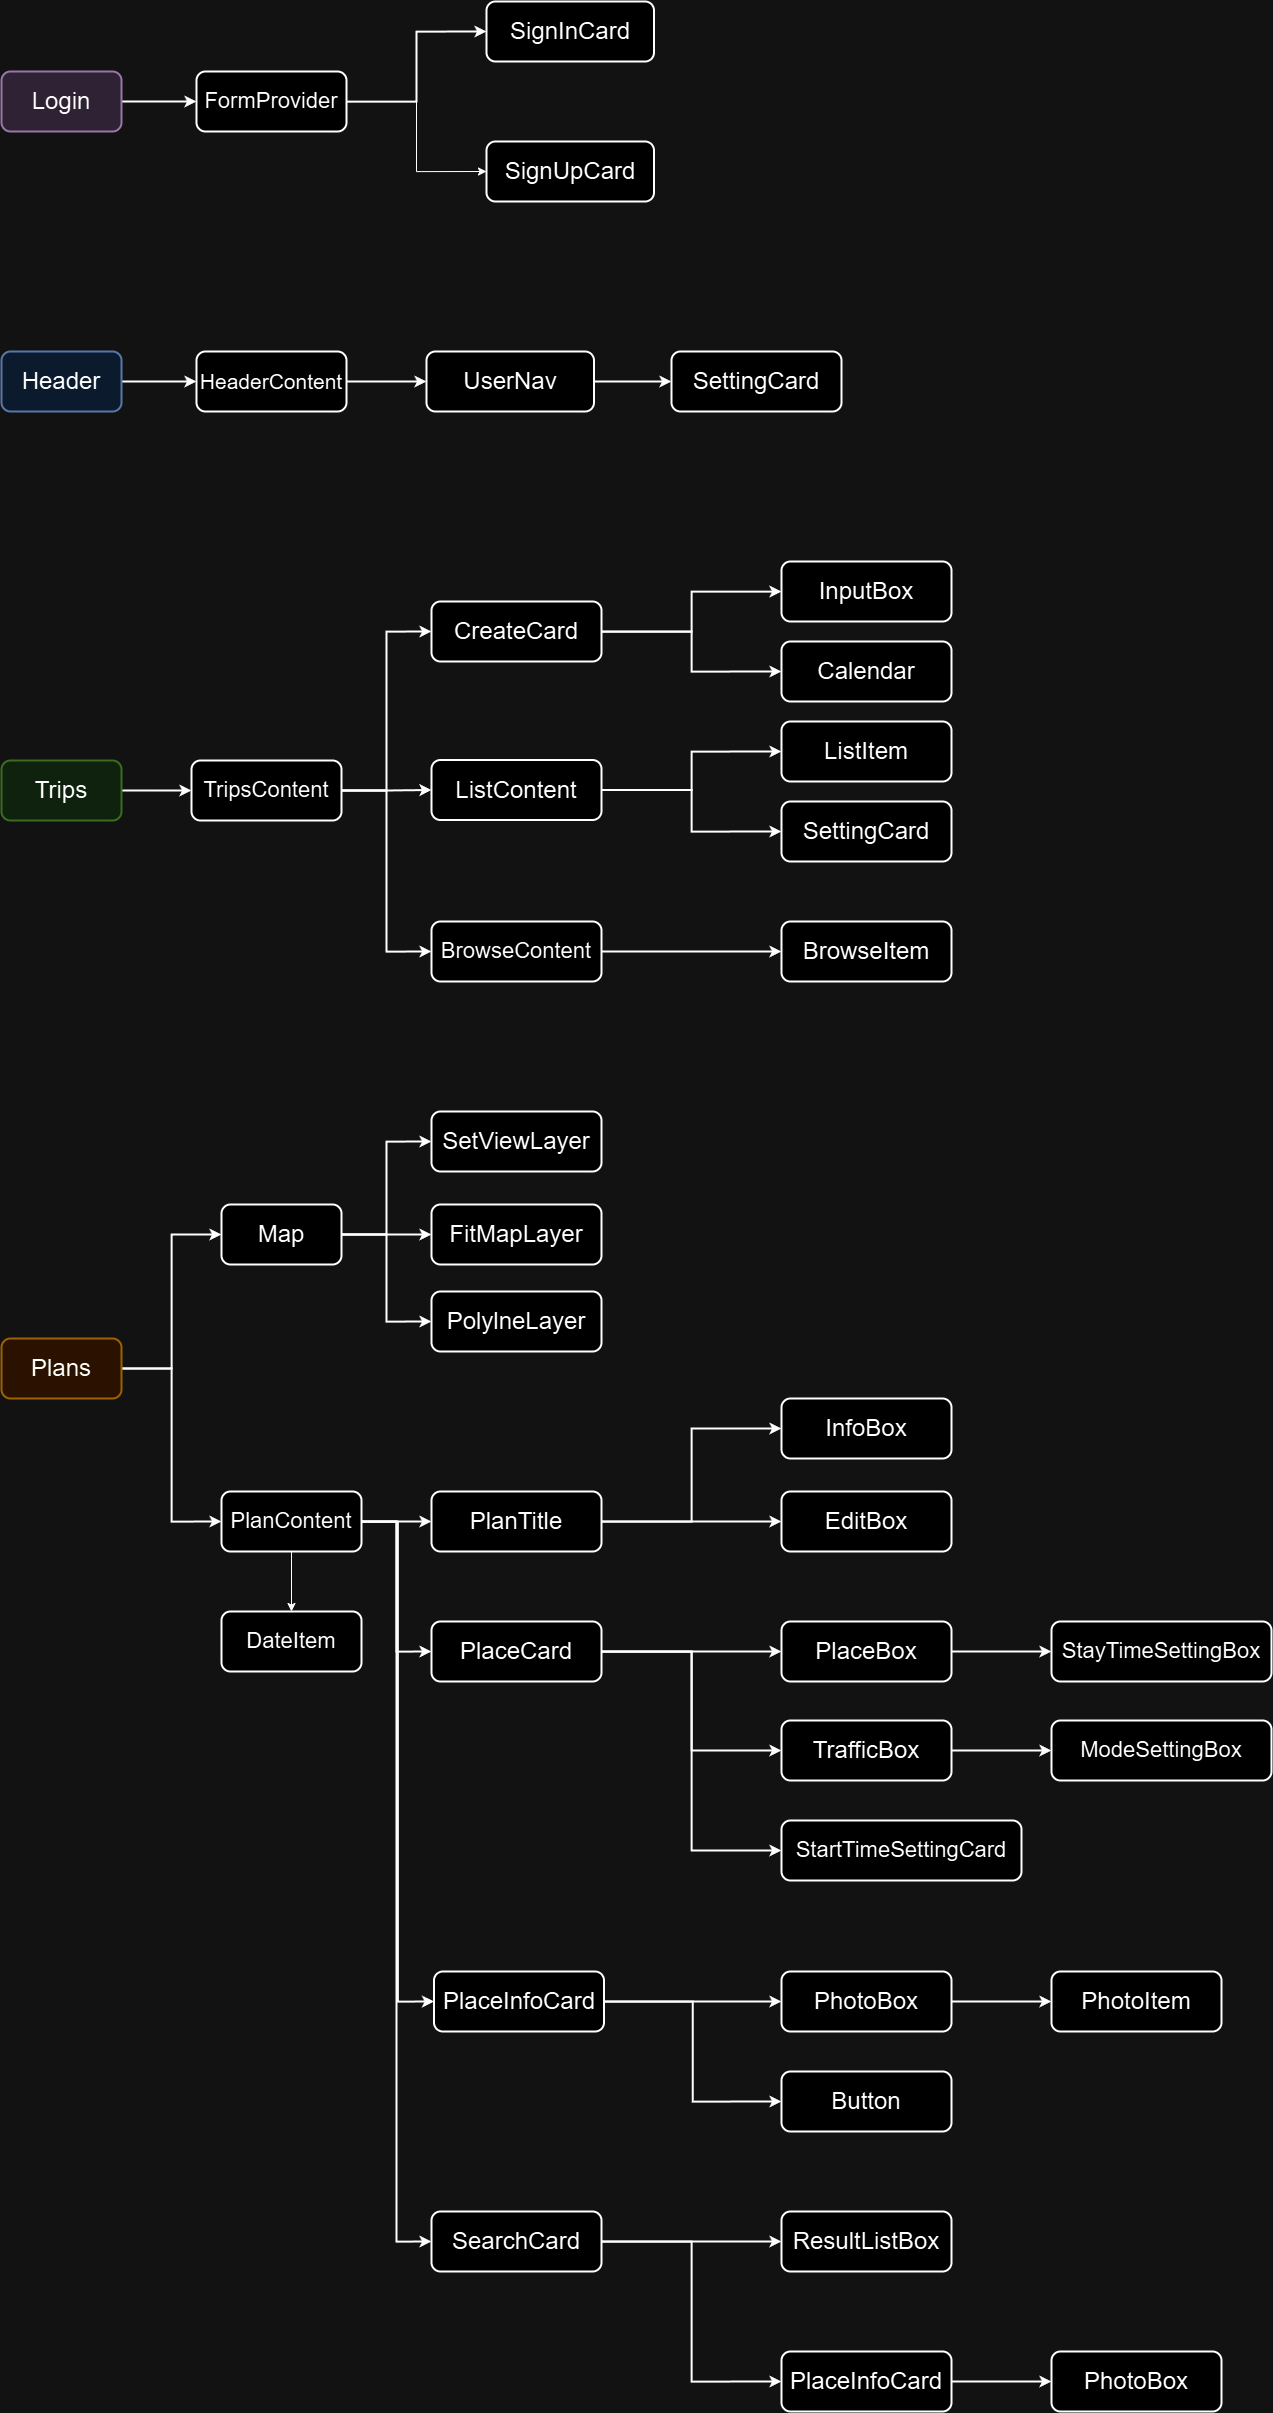 SignInCard
Login
FormProvider
SignUpCard
Header
HeaderContent
UserNav
SettingCard
InputBox
CreateCard
Calendar
ListItem
Trips
TripsContent
ListContent
SettingCard
BrowseContent
BrowseItem
SetViewLayer
Map
FitMapLayer
PolylneLayer
Plans
InfoBox
PlanContent
PlanTitle
EditBox
DateItem
PlaceCard
PlaceBox
StayTimeSettingBox
TrafficBox
ModeSettingBox
StartTimeSettingCard
PlaceInfoCard
PhotoBox
PhotoItem
Button
SearchCard
ResultListBox
PlaceInfoCard
PhotoBox